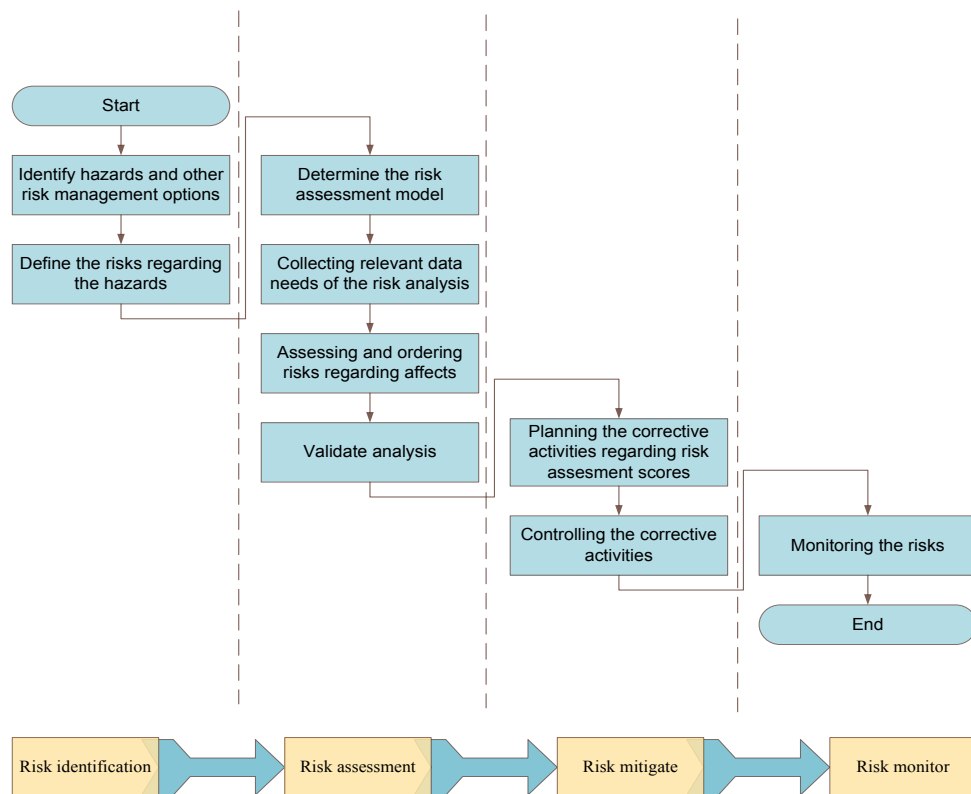 Start
Identify hazards and other
risk management options
Define the risks regarding
the hazards
Determine the risk
assessment model
Collecting relevant data
needs of the risk analysis
Assessing and ordering
risks regarding affects
Validate analysis
Planning the corrective
activities regarding risk
assesment scores
Controlling the corrective
activities
Monitoring the risks
End
Risk identification
Risk assessment
Risk mitigate
Risk monitor